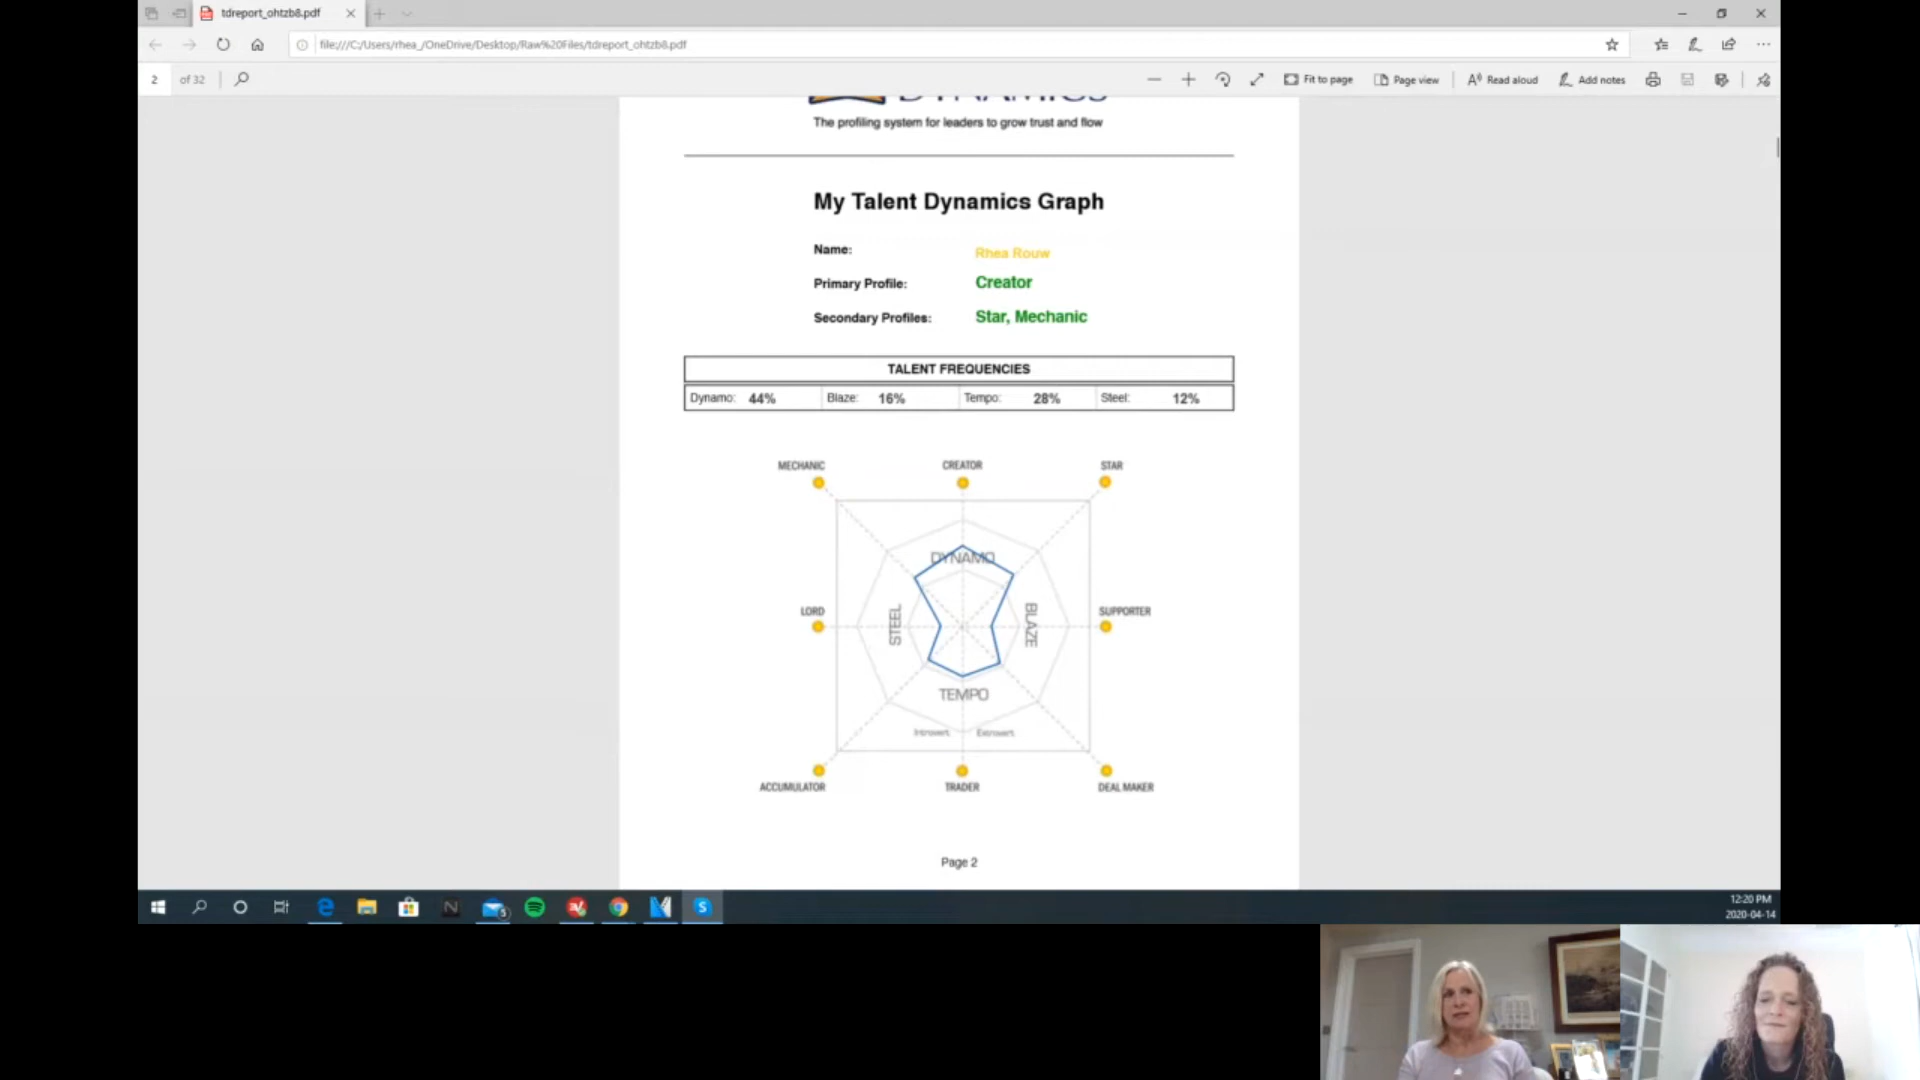 tdreport_ohtzb8.pdf
file:///C:/Users/rhea_/OneDrive/Desktop/Raw%20Files/tdreport_ohtzb8.pdf
2 of 32
Fit to page
Page view
Read aloud
Add notes
DYNAMICS
The profiling system for leaders to grow trust and flow
My Talent Dynamics Graph
Name: Rhea Rouw
Primary Profile: Creator
Secondary Profiles: Star, Mechanic
TALENT FREQUENCIES
Dynamo: 44% Blaze: 16% Tempo: 28% Steel: 12%
MECHANIC CREATOR STAR
DYNAMO
LORD STEEL BLAZE SUPPORTER
TEMPO
Introvert Extrovert
ACCUMULATOR TRADER DEAL MAKER
Page 2
12:20 PM
2020-04-14